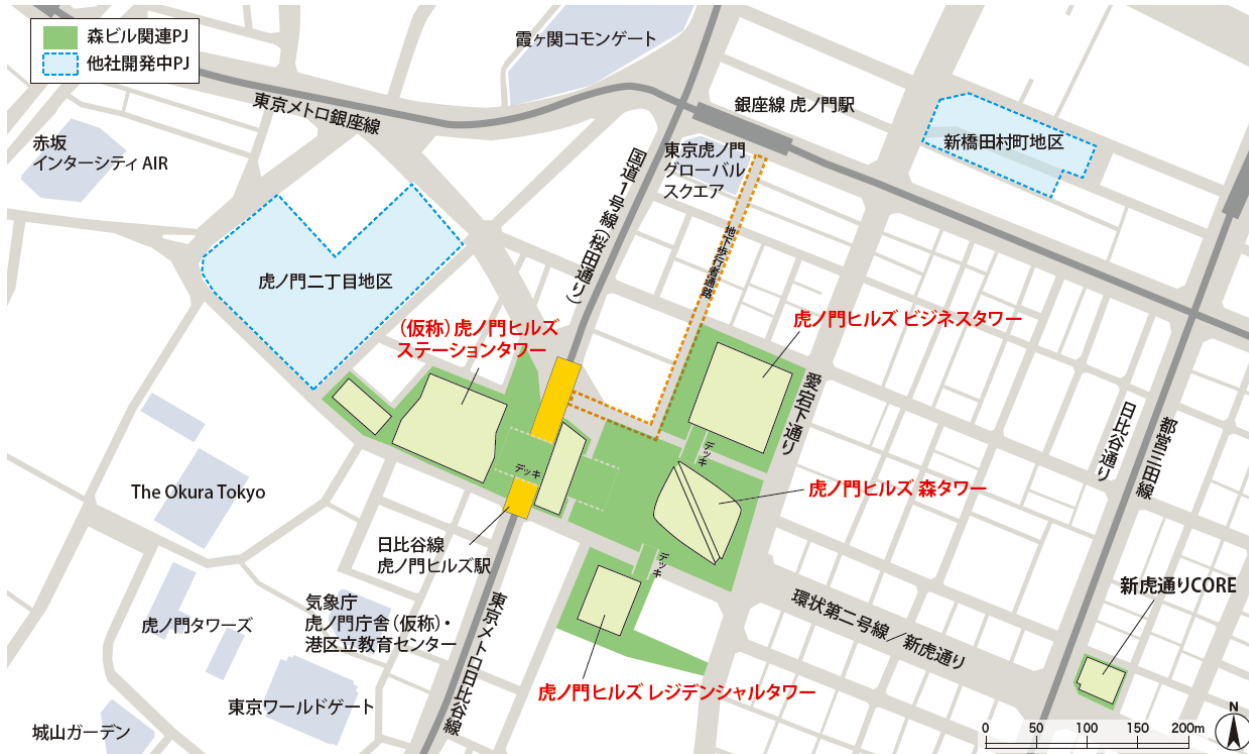 森ビル関連PJ
他社開発中PJ
霞ヶ関コモンゲート
東京メトロ銀座線
銀座線 虎ノ門駅
赤坂
インターシティ AIR
国道1号線(桜田通り)
東京虎ノ門
グローバル
スクエア
新橋田村町地区
地下歩行者通路
虎ノ門二丁目地区
(仮称)虎ノ門ヒルズ
ステーションタワー
虎ノ門ヒルズ ビジネスタワー
愛宕下通り
日比谷通り
都営三田線
デッキ
デッキ
虎ノ門ヒルズ 森タワー
The Okura Tokyo
日比谷線
虎ノ門ヒルズ駅
デッキ
新虎通りCORE
気象庁
虎ノ門庁舎(仮称)・
港区立教育センター
虎ノ門タワーズ
東京メトロ日比谷線
環状第二号線/新虎通り
虎ノ門ヒルズ レジデンシャルタワー
東京ワールドゲート
城山ガーデン
N
0 50 100 150 200m